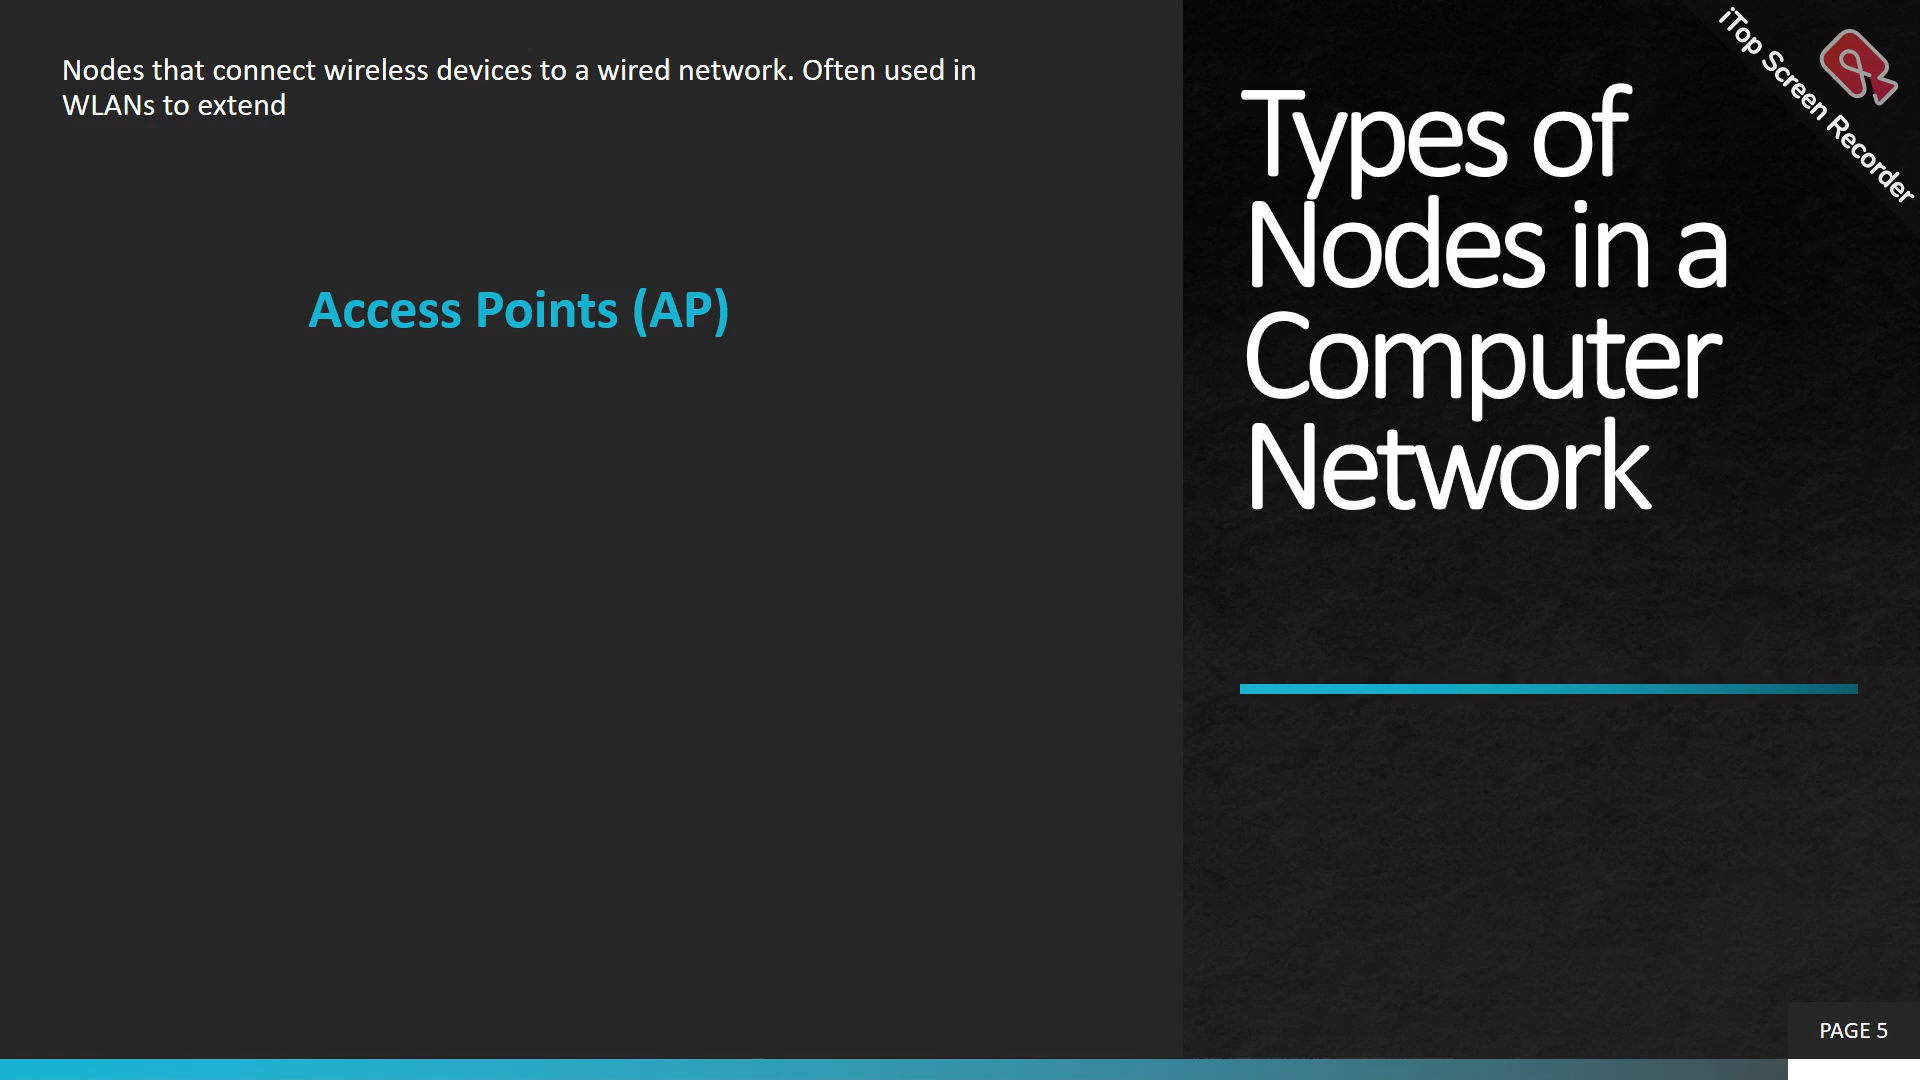 Nodes that connect wireless devices to a wired network. Often used in
WLANs to extend
Access Points (AP)
Types of
Nodes in a
Computer
Network
iTop Screen Recorder
PAGE 5